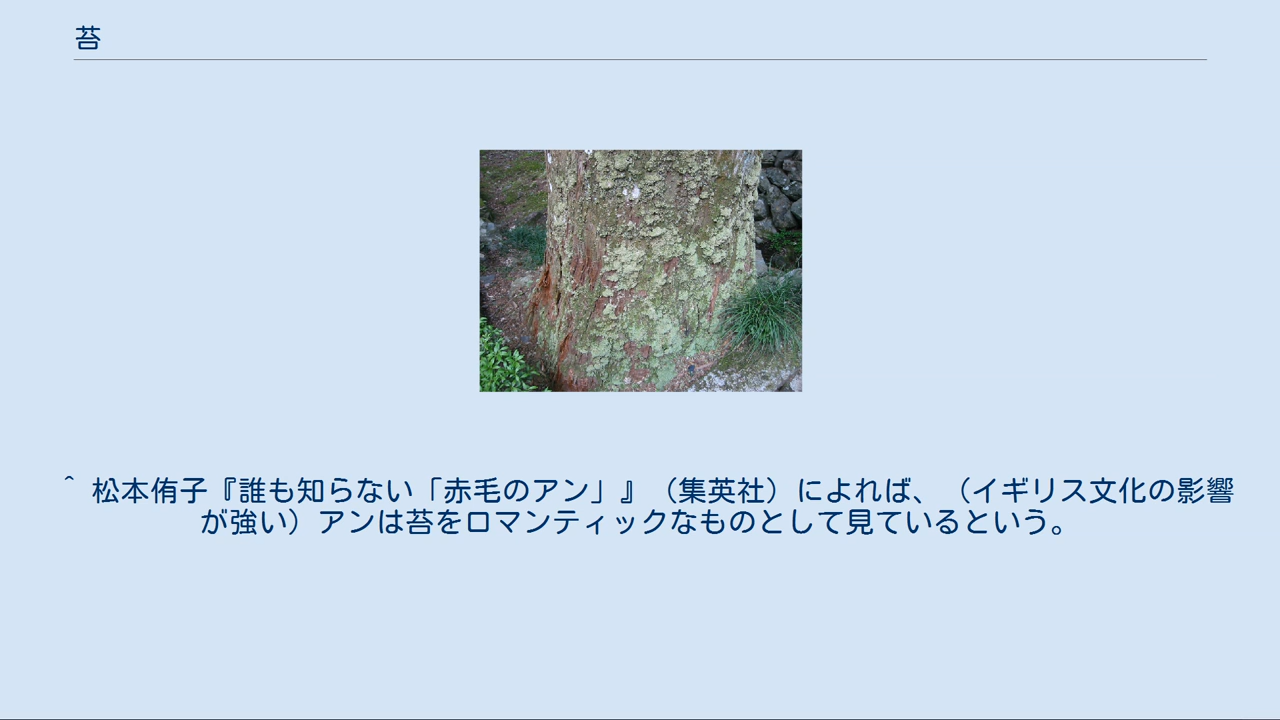 苔
^ 松本侑子『誰も知らない「赤毛のアン」』（集英社）によれば、（イギリス文化の影響
が強い）アンは苔をロマンティックなものとして見ているという。